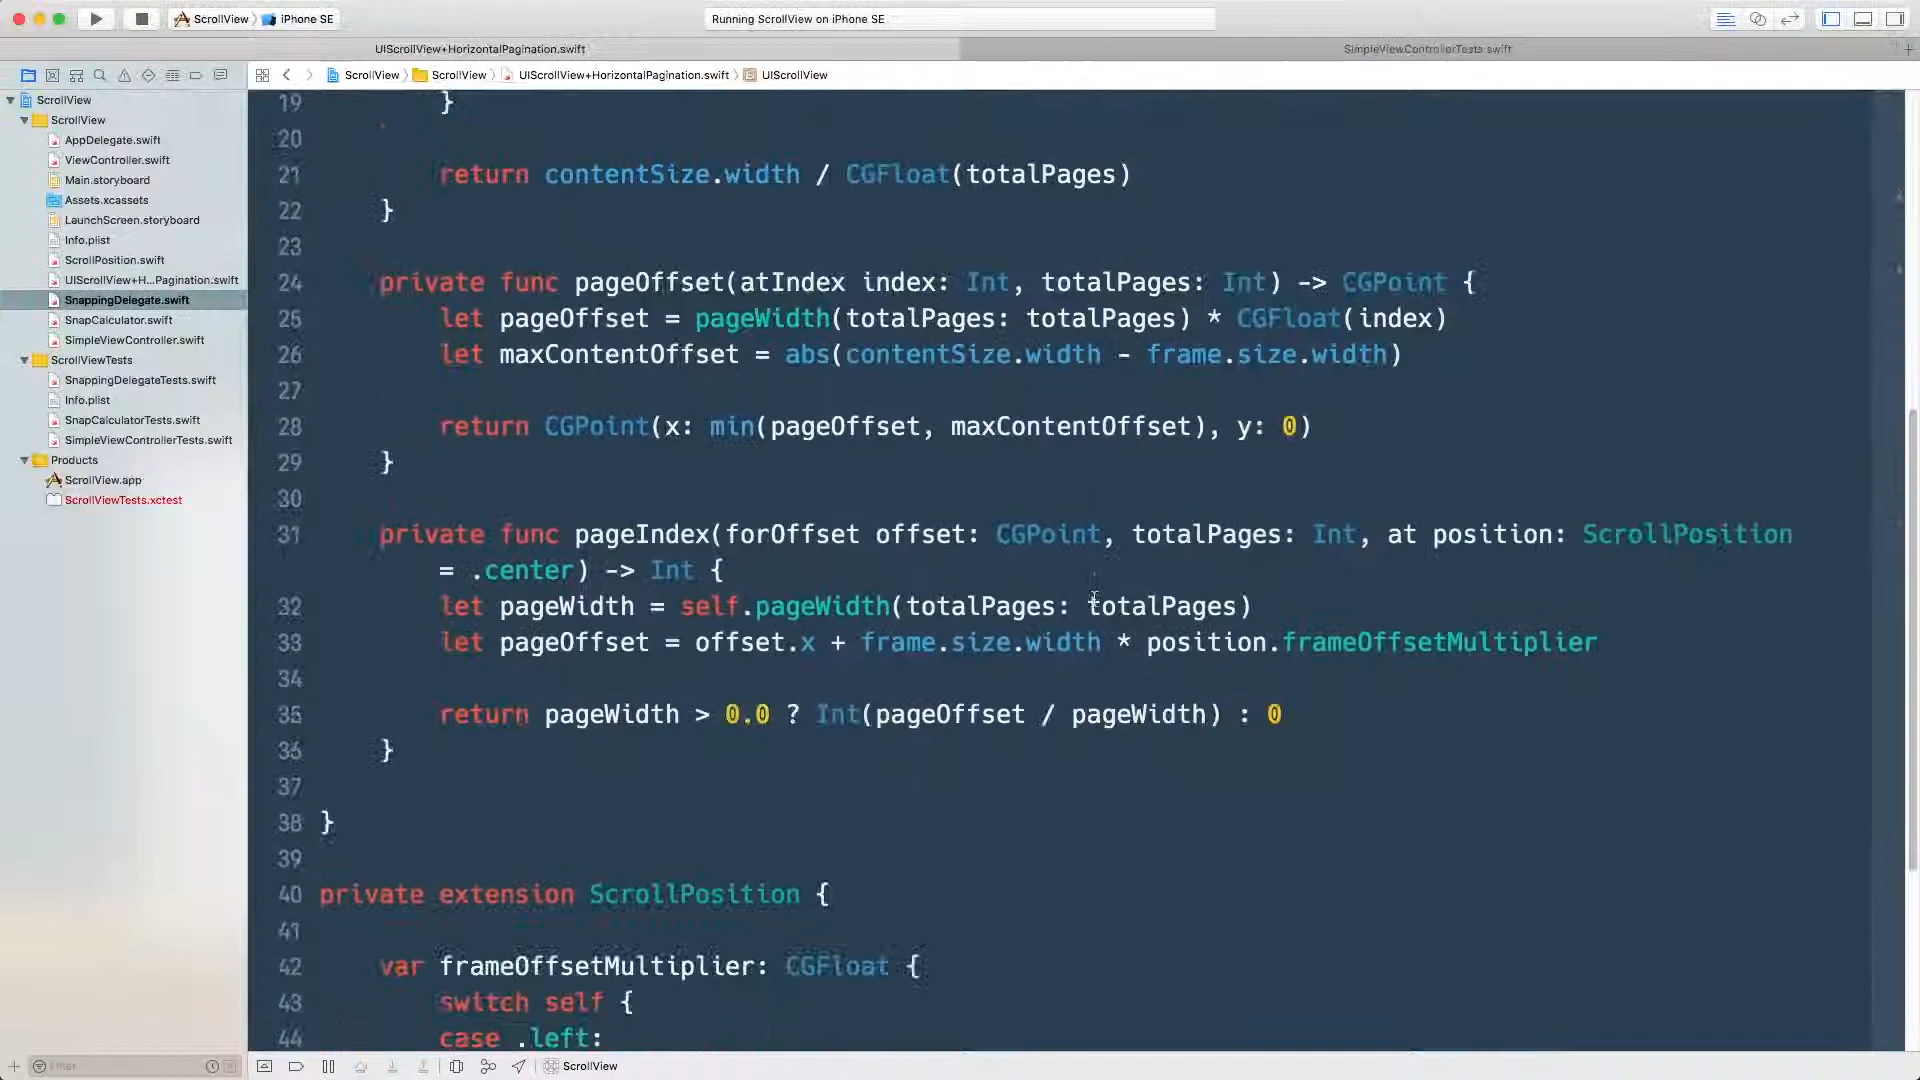 ScrollView iPhone SE Running ScrollView on iPhone SE
UIScrollView+HorizontalPagination.swift SimpleViewControllerTests.swift
ScrollView ScrollView UIScrollView+HorizontalPagination.swift UIScrollView
ScrollView
ScrollView
AppDelegate.swift
ViewController.swift
Main.storyboard
Assets.xcassets
LaunchScreen.storyboard
Info.plist
ScrollPosition.swift
UIScrollView+H...Pagination.swift
SnappingDelegate.swift
SnapCalculator.swift
SimpleViewController.swift
ScrollViewTests
SnappingDelegateTests.swift
Info.plist
SnapCalculatorTests.swift
SimpleViewControllerTests.swift
Products
ScrollView.app
ScrollViewTests.xctest
19 }
20
21 return contentSize.width / CGFloat(totalPages)
22 }
23
24 private func pageOffset(atIndex index: Int, totalPages: Int) -> CGPoint {
25 let pageOffset = pageWidth(totalPages: totalPages) * CGFloat(index)
26 let maxContentOffset = abs(contentSize.width - frame.size.width)
27
28 return CGPoint(x: min(pageOffset, maxContentOffset), y: 0)
29 }
30
31 private func pageIndex(forOffset offset: CGPoint, totalPages: Int, at position: ScrollPosition
= .center) -> Int {
32 let pageWidth = self.pageWidth(totalPages: totalPages)
33 let pageOffset = offset.x + frame.size.width * position.frameOffsetMultiplier
34
35 return pageWidth > 0.0 ? Int(pageOffset / pageWidth) : 0
36 }
37
38 }
39
40 private extension ScrollPosition {
41
42 var frameOffsetMultiplier: CGFloat {
43 switch self {
44 case .left:
Filter ScrollView